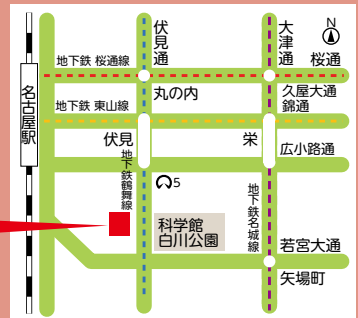 伏見通
大津通
N
地下鉄 桜通線
桜通
丸の内
久屋大通
名古屋駅
地下鉄 東山線
錦通
伏見
栄
広小路通
地下鉄鶴舞線
5
地下鉄名城線
科学館
白川公園
若宮大通
矢場町